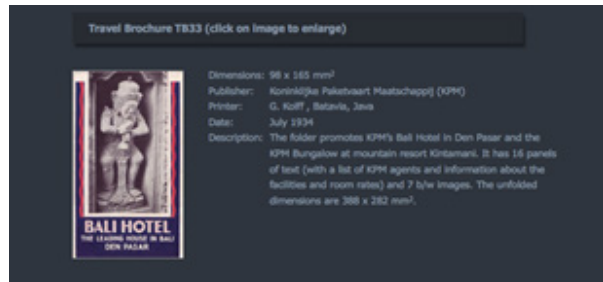 Travel Brochure TB33 (click on image to enlarge)
Dimensions: 98 x 165 mm²
Publisher: Koninklijke Paketvaart Maatschappij (KPM)
Printer: G. Kolff , Batavia, Java
Date: July 1934
Description: The folder promotes KPM's Bali Hotel in Den Pasar and the
KPM Bungalow at mountain resort Kintamani. It has 16 panels
of text (with a list of KPM agents and information about the
facilities and room rates) and 7 b/w images. The unfolded
dimensions are 388 x 282 mm².
BALI HOTEL
THE LEADING HOUSE IN BALI
DEN PASAR